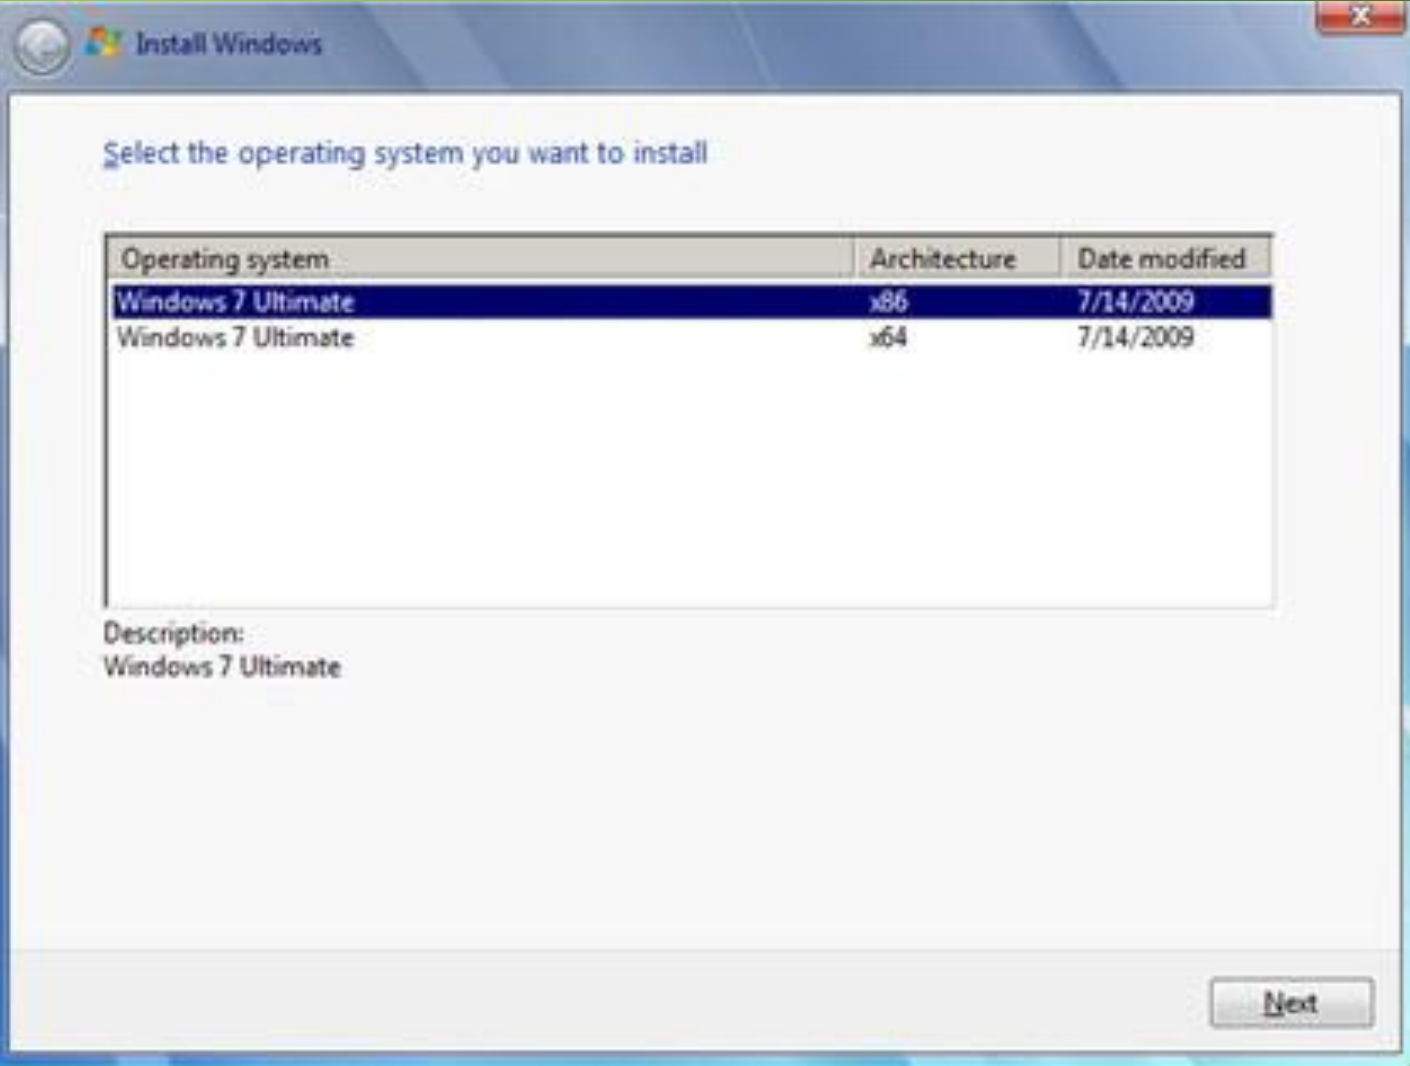 Install Windows
Select the operating system you want to install
Operating system Architecture Date modified
Windows 7 Ultimate x86 7/14/2009
Windows 7 Ultimate x64 7/14/2009
Description:
Windows 7 Ultimate
Next